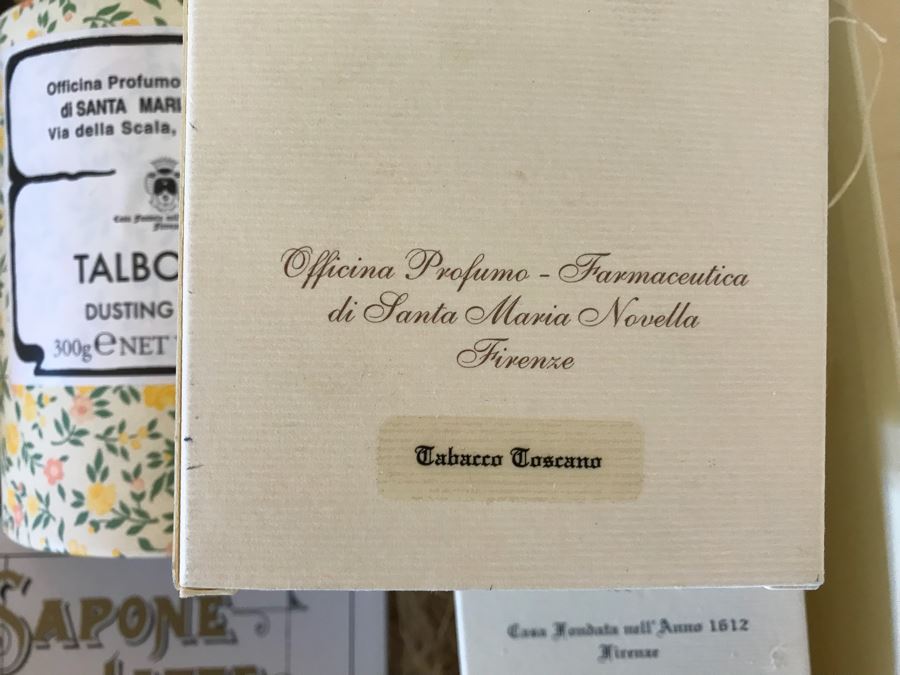 Officina Profumo
di SANTA MARI
Via della Scala,
TALBO
DUSTING
300g e NET
Officina Profumo - Farmaceutica
di Santa Maria Novella
Firenze
Tabacco Toscano
SAPONE
Casa Fondata nell'Anno 1612
Firenze